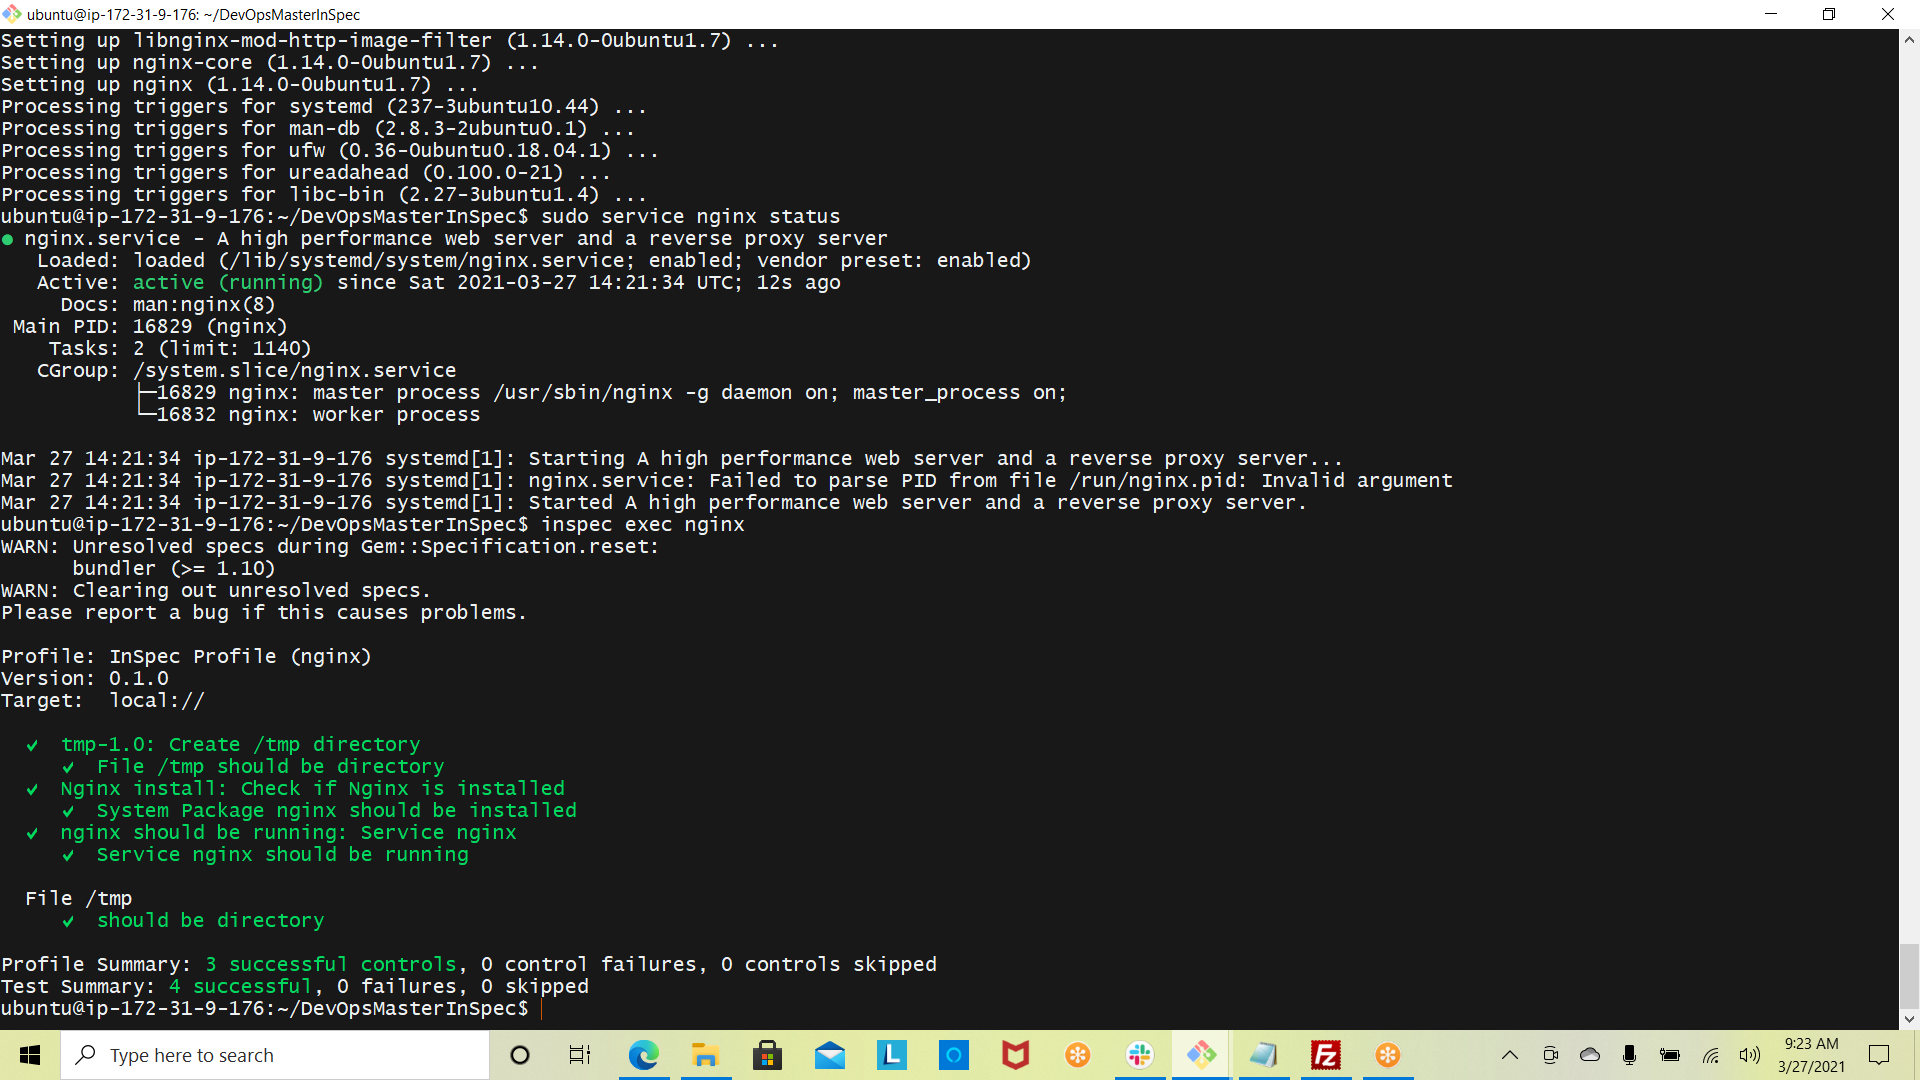 ubuntu@ip-172-31-9-176: ~/DevOpsMasterInSpec
Setting up libnginx-mod-http-image-filter (1.14.0-0ubuntu1.7) ...
Setting up nginx-core (1.14.0-0ubuntu1.7) ...
Setting up nginx (1.14.0-0ubuntu1.7) ...
Processing triggers for systemd (237-3ubuntu10.44) ...
Processing triggers for man-db (2.8.3-2ubuntu0.1) ...
Processing triggers for ufw (0.36-0ubuntu0.18.04.1) ...
Processing triggers for ureadahead (0.100.0-21) ...
Processing triggers for libc-bin (2.27-3ubuntu1.4) ...
ubuntu@ip-172-31-9-176:~/DevOpsMasterInSpec$ sudo service nginx status
● nginx.service - A high performance web server and a reverse proxy server
   Loaded: loaded (/lib/systemd/system/nginx.service; enabled; vendor preset: enabled)
   Active: active (running) since Sat 2021-03-27 14:21:34 UTC; 12s ago
     Docs: man:nginx(8)
 Main PID: 16829 (nginx)
    Tasks: 2 (limit: 1140)
   CGroup: /system.slice/nginx.service
           ├─16829 nginx: master process /usr/sbin/nginx -g daemon on; master_process on;
           └─16832 nginx: worker process
Mar 27 14:21:34 ip-172-31-9-176 systemd[1]: Starting A high performance web server and a reverse proxy server...
Mar 27 14:21:34 ip-172-31-9-176 systemd[1]: nginx.service: Failed to parse PID from file /run/nginx.pid: Invalid argument
Mar 27 14:21:34 ip-172-31-9-176 systemd[1]: Started A high performance web server and a reverse proxy server.
ubuntu@ip-172-31-9-176:~/DevOpsMasterInSpec$ inspec exec nginx
WARN: Unresolved specs during Gem::Specification.reset:
      bundler (>= 1.10)
WARN: Clearing out unresolved specs.
Please report a bug if this causes problems.
Profile: InSpec Profile (nginx)
Version: 0.1.0
Target:  local://
  ✔  tmp-1.0: Create /tmp directory
     ✔  File /tmp should be directory
  ✔  Nginx install: Check if Nginx is installed
     ✔  System Package nginx should be installed
  ✔  nginx should be running: Service nginx
     ✔  Service nginx should be running
  File /tmp
     ✔  should be directory
Profile Summary: 3 successful controls, 0 control failures, 0 controls skipped
Test Summary: 4 successful, 0 failures, 0 skipped
ubuntu@ip-172-31-9-176:~/DevOpsMasterInSpec$
Type here to search
9:23 AM
3/27/2021